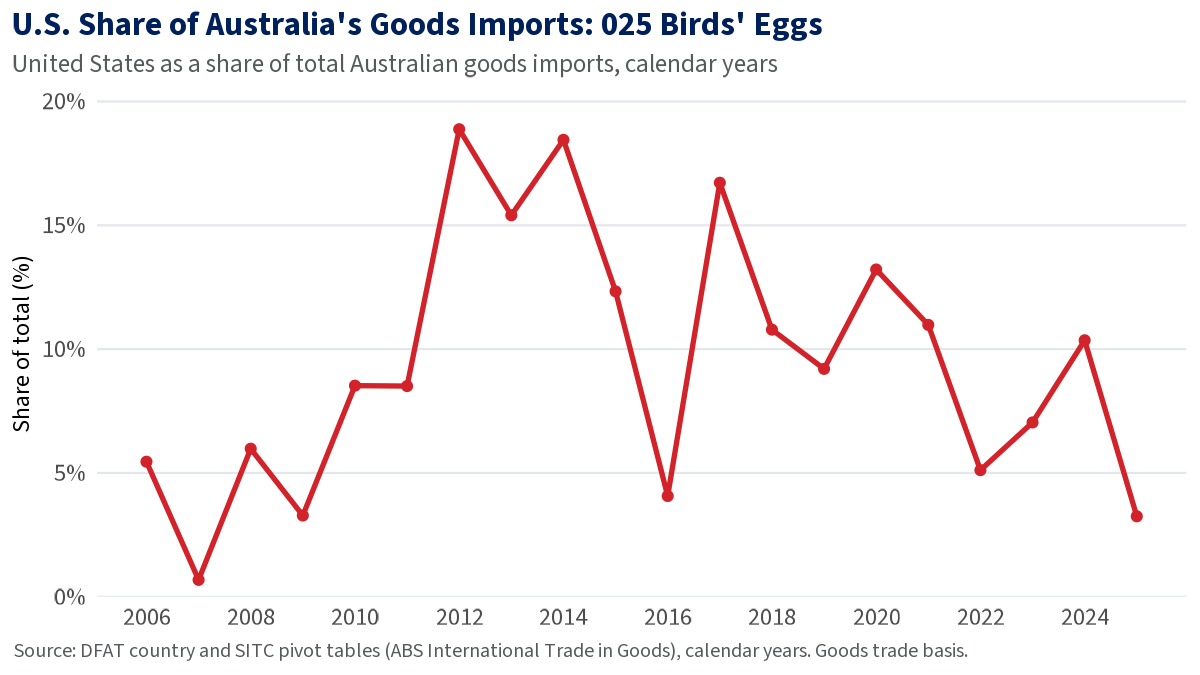 U.S. Share of Australia's Goods Imports: 025 Birds' Eggs
United States as a share of total Australian goods imports, calendar years
Share of total (%)
20%
15%
10%
5%
0%
2006 2008 2010 2012 2014 2016 2018 2020 2022 2024
Source: DFAT country and SITC pivot tables (ABS International Trade in Goods), calendar years. Goods trade basis.